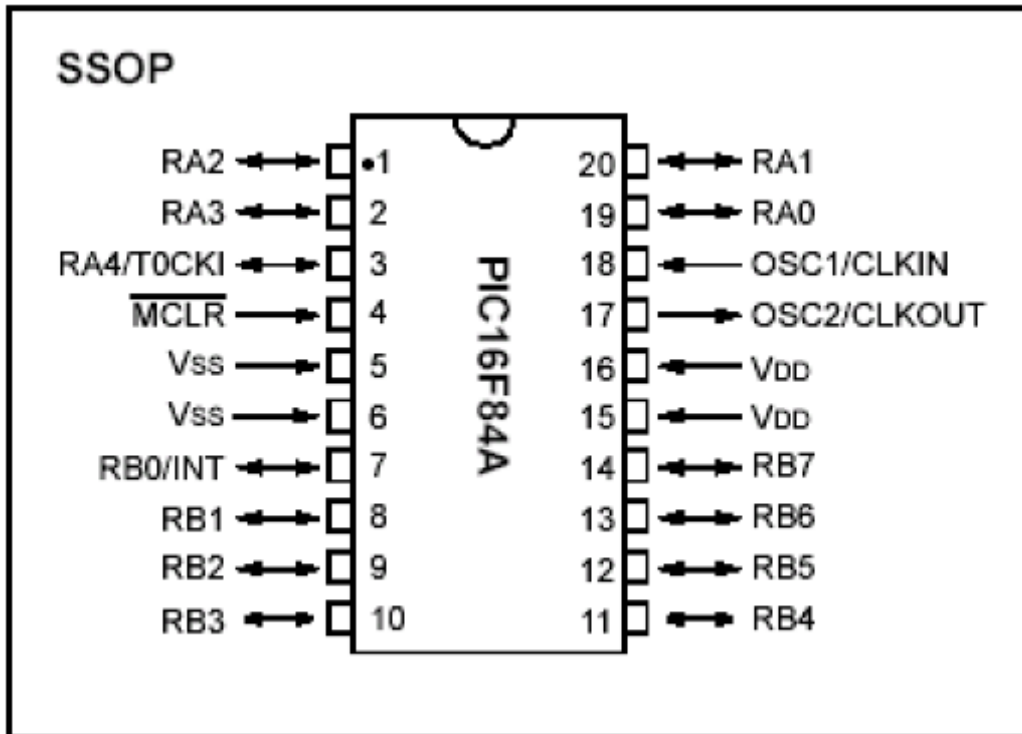 SSOP
RA2 •1 20 RA1
RA3 2 19 RA0
RA4/T0CKI 3 18 OSC1/CLKIN
MCLR 4 17 OSC2/CLKOUT
VSS 5 16 VDD
VSS 6 15 VDD
RB0/INT 7 14 RB7
RB1 8 13 RB6
RB2 9 12 RB5
RB3 10 11 RB4
PIC16F84A